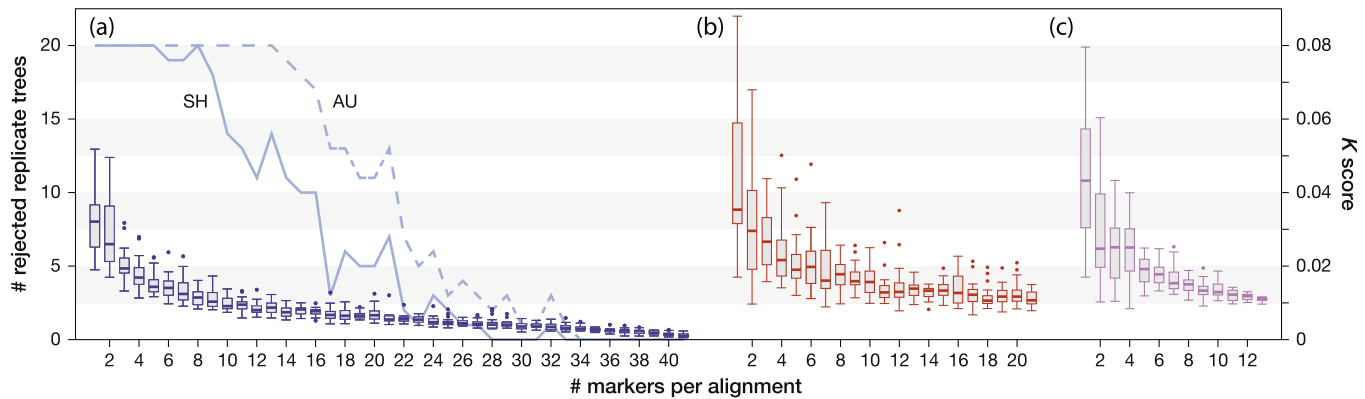 (a)
(b)
(c)
20
15
10
5
0
# rejected replicate trees
SH
AU
0.08
0.06
0.04
0.02
0
K score
2 4 6 8 10 12 14 16 18 20 22 24 26 28 30 32 34 36 38 40
2 4 6 8 10 12 14 16 18 20
2 4 6 8 10 12
# markers per alignment